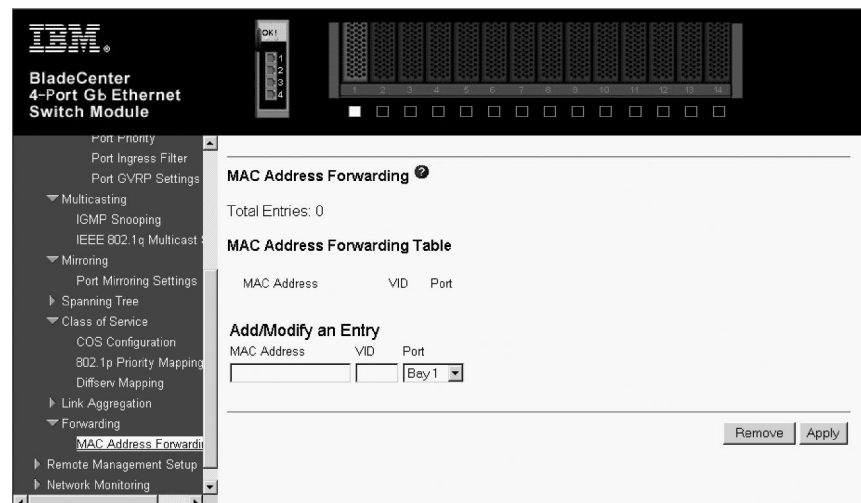 IBM®
BladeCenter
4-Port Gb Ethernet
Switch Module
OK!
1
2
3
4
1 2 3 4 5 6 7 8 9 10 11 12 13 14
Port Priority
Port Ingress Filter
Port GVRP Settings
Multicasting
IGMP Snooping
IEEE 802.1q Multicast
Mirroring
Port Mirroring Settings
Spanning Tree
Class of Service
COS Configuration
802.1p Priority Mapping
Diffserv Mapping
Link Aggregation
Forwarding
MAC Address Forwardi
Remote Management Setup
Network Monitoring
MAC Address Forwarding ?
Total Entries: 0
MAC Address Forwarding Table
MAC Address VID Port
Add/Modify an Entry
MAC Address VID Port
Bay 1
Remove Apply